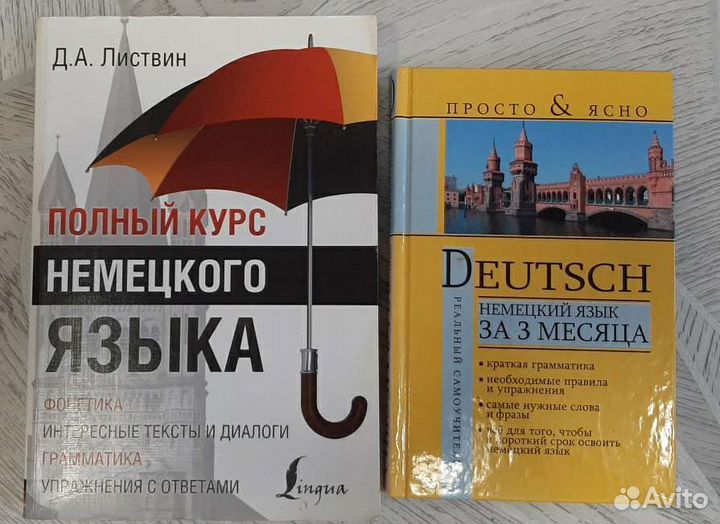 Д.А. Листвин
ПОЛНЫЙ КУРС
НЕМЕЦКОГО
ЯЗЫКА
ФОНЕТИКА
ИНТЕРЕСНЫЕ ТЕКСТЫ И ДИАЛОГИ
ГРАММАТИКА
УПРАЖНЕНИЯ С ОТВЕТАМИ
Lingua
ПРОСТО & ЯСНО
DEUTSCH
НЕМЕЦКИЙ ЯЗЫК
ЗА 3 МЕСЯЦА
РЕАЛЬНЫЙ САМОУЧИТЕЛЬ
• краткая грамматика
• необходимые правила
и упражнения
• самые нужные слова
и фразы
• всё для того, чтобы
в короткий срок освоить
немецкий язык
Avito